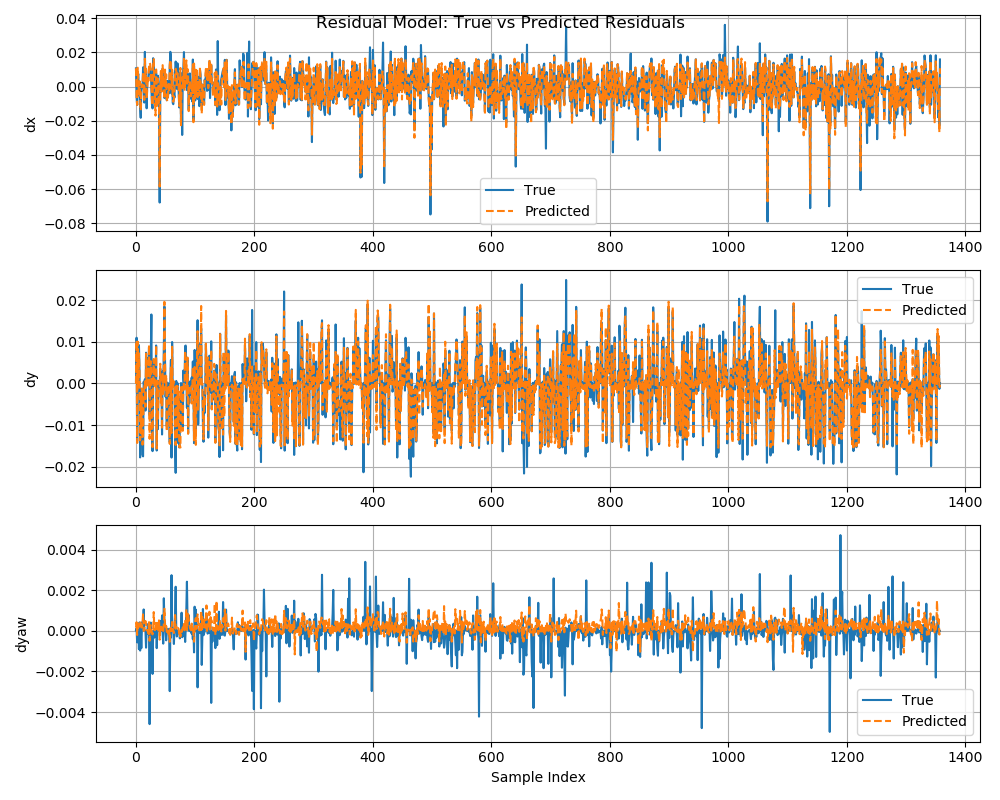 Residual Model: True vs Predicted Residuals
0.04
0.02
0.00
−0.02
−0.04
−0.06
−0.08
dx
True
Predicted
0 200 400 600 800 1000 1200 1400
0.02
0.01
0.00
−0.01
−0.02
dy
True
Predicted
0 200 400 600 800 1000 1200 1400
0.004
0.002
0.000
−0.002
−0.004
dyaw
True
Predicted
0 200 400 600 800 1000 1200 1400
Sample Index